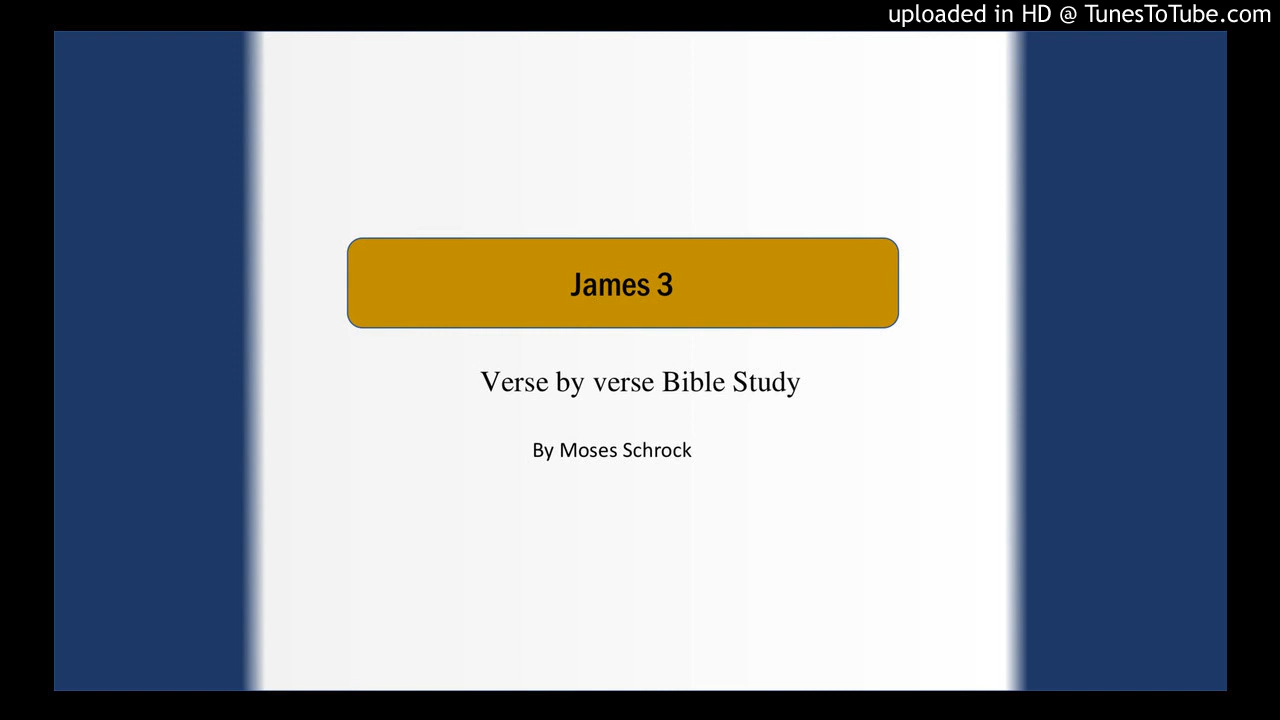 uploaded in HD @ TunesToTube.com
James 3
Verse by verse Bible Study
By Moses Schrock